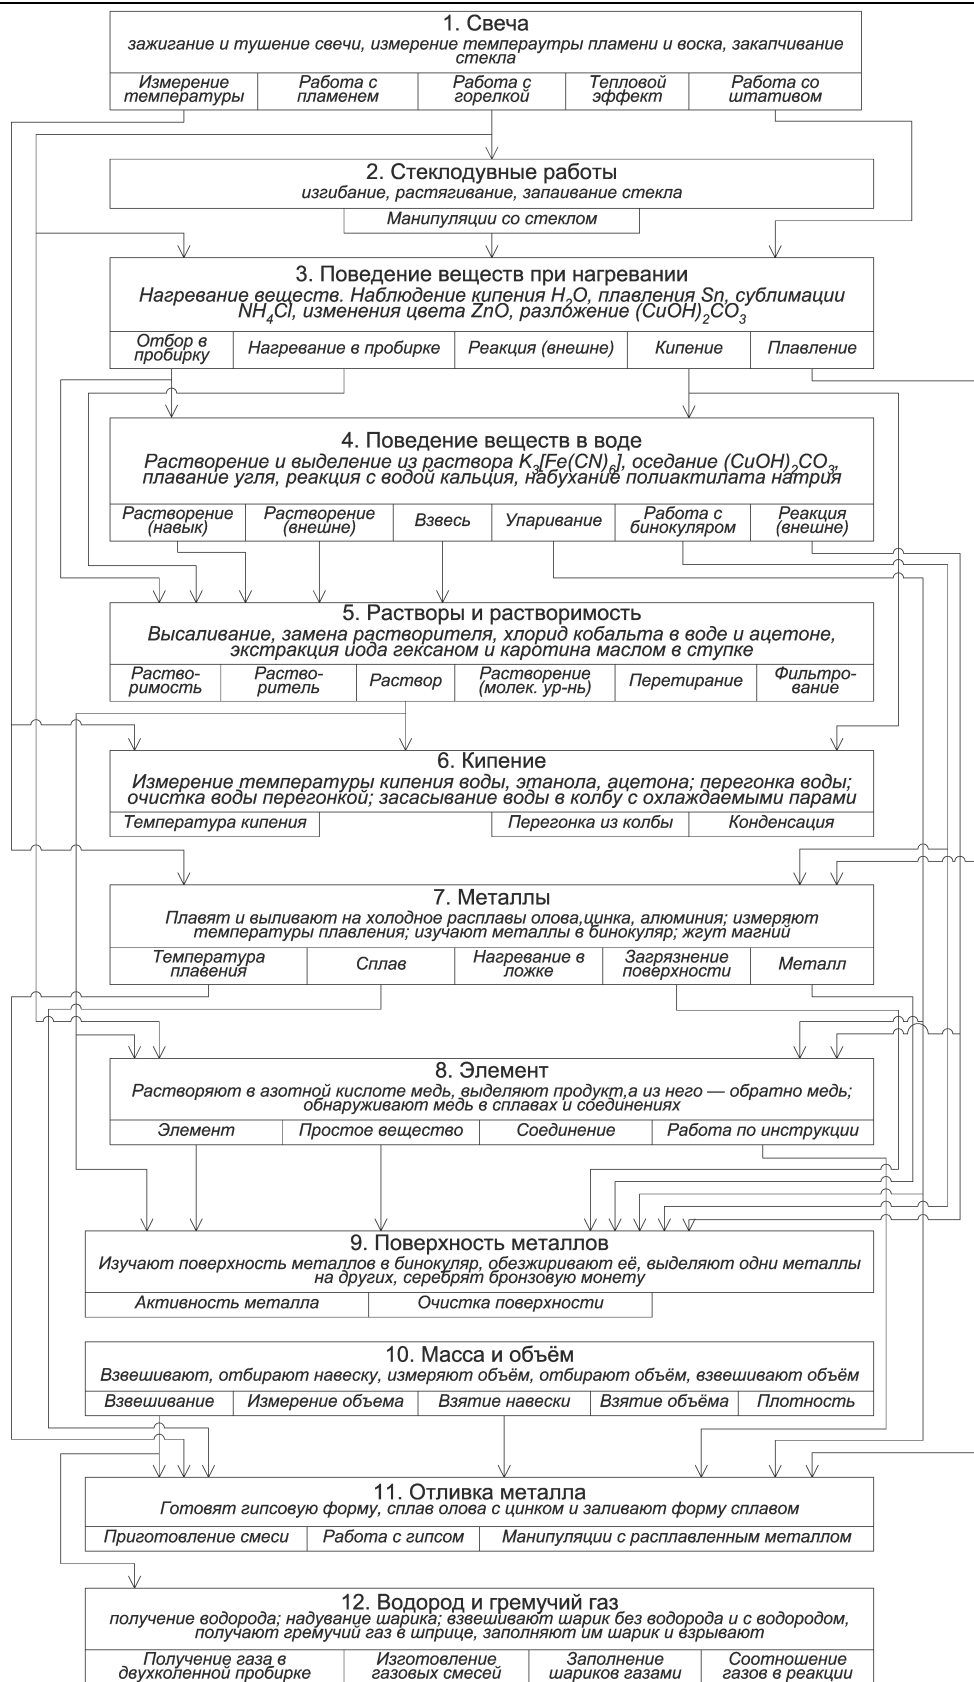 1. Свеча
зажигание и тушение свечи, измерение темпераутры пламени и воска, закапчивание
стекла
Измерение температуры
Работа с пламенем
Работа с горелкой
Тепловой эффект
Работа со штативом
2. Стеклодувные работы
изгибание, растягивание, запаивание стекла
Манипуляции со стеклом
3. Поведение веществ при нагревании
Нагревание веществ. Наблюдение кипения H₂O, плавления Sn, сублимации
NH₄Cl, изменения цвета ZnO, разложение (CuOH)₂CO₃
Отбор в пробирку
Нагревание в пробирке
Реакция (внешне)
Кипение
Плавление
4. Поведение веществ в воде
Растворение и выделение из раствора K₃[Fe(CN)₆], оседание (CuOH)₂CO₃,
плавание угля, реакция с водой кальция, набухание полиактилата натрия
Растворение (навык)
Растворение (внешне)
Взвесь
Упаривание
Работа с бинокуляром
Реакция (внешне)
5. Растворы и растворимость
Высаливание, замена растворителя, хлорид кобальта в воде и ацетоне,
экстракция иода гексаном и каротина маслом в ступке
Раство-
римость
Раство-
ритель
Раствор
Растворение (молек. ур-нь)
Перетирание
Фильтро-
вание
6. Кипение
Измерение температуры кипения воды, этанола, ацетона; перегонка воды;
очистка воды перегонкой; засасывание воды в колбу с охлаждаемыми парами
Температура кипения
Перегонка из колбы
Конденсация
7. Металлы
Плавят и выливают на холодное расплавы олова,цинка, алюминия; измеряют
температуры плавления; изучают металлы в бинокуляр; жгут магний
Температура плавения
Сплав
Нагревание в ложке
Загрязнение поверхности
Металл
8. Элемент
Растворяют в азотной кислоте медь, выделяют продукт,а из него — обратно медь;
обнаруживают медь в сплавах и соединениях
Элемент
Простое вещество
Соединение
Работа по инструкции
9. Поверхность металлов
Изучают поверхность металлов в бинокуляр, обезжиривают её, выделяют одни металлы
на других, серебрят бронзовую монету
Активность металла
Очистка поверхности
10. Масса и объём
Взвешивают, отбирают навеску, измеряют объём, отбирают объём, взвешивают объём
Взвешивание
Измерение объема
Взятие навески
Взятие объёма
Плотность
11. Отливка металла
Готовят гипсовую форму, сплав олова с цинком и заливают форму сплавом
Приготовление смеси
Работа с гипсом
Манипуляции с расплавленным металлом
12. Водород и гремучий газ
получение водорода; надувание шарика; взвешивают шарик без водорода и с водородом,
получают гремучий газ в шприце, заполняют им шарик и взрывают
Получение газа в двухколенной пробирке
Изготовление газовых смесей
Заполнение шариков газами
Соотношение газов в реакции